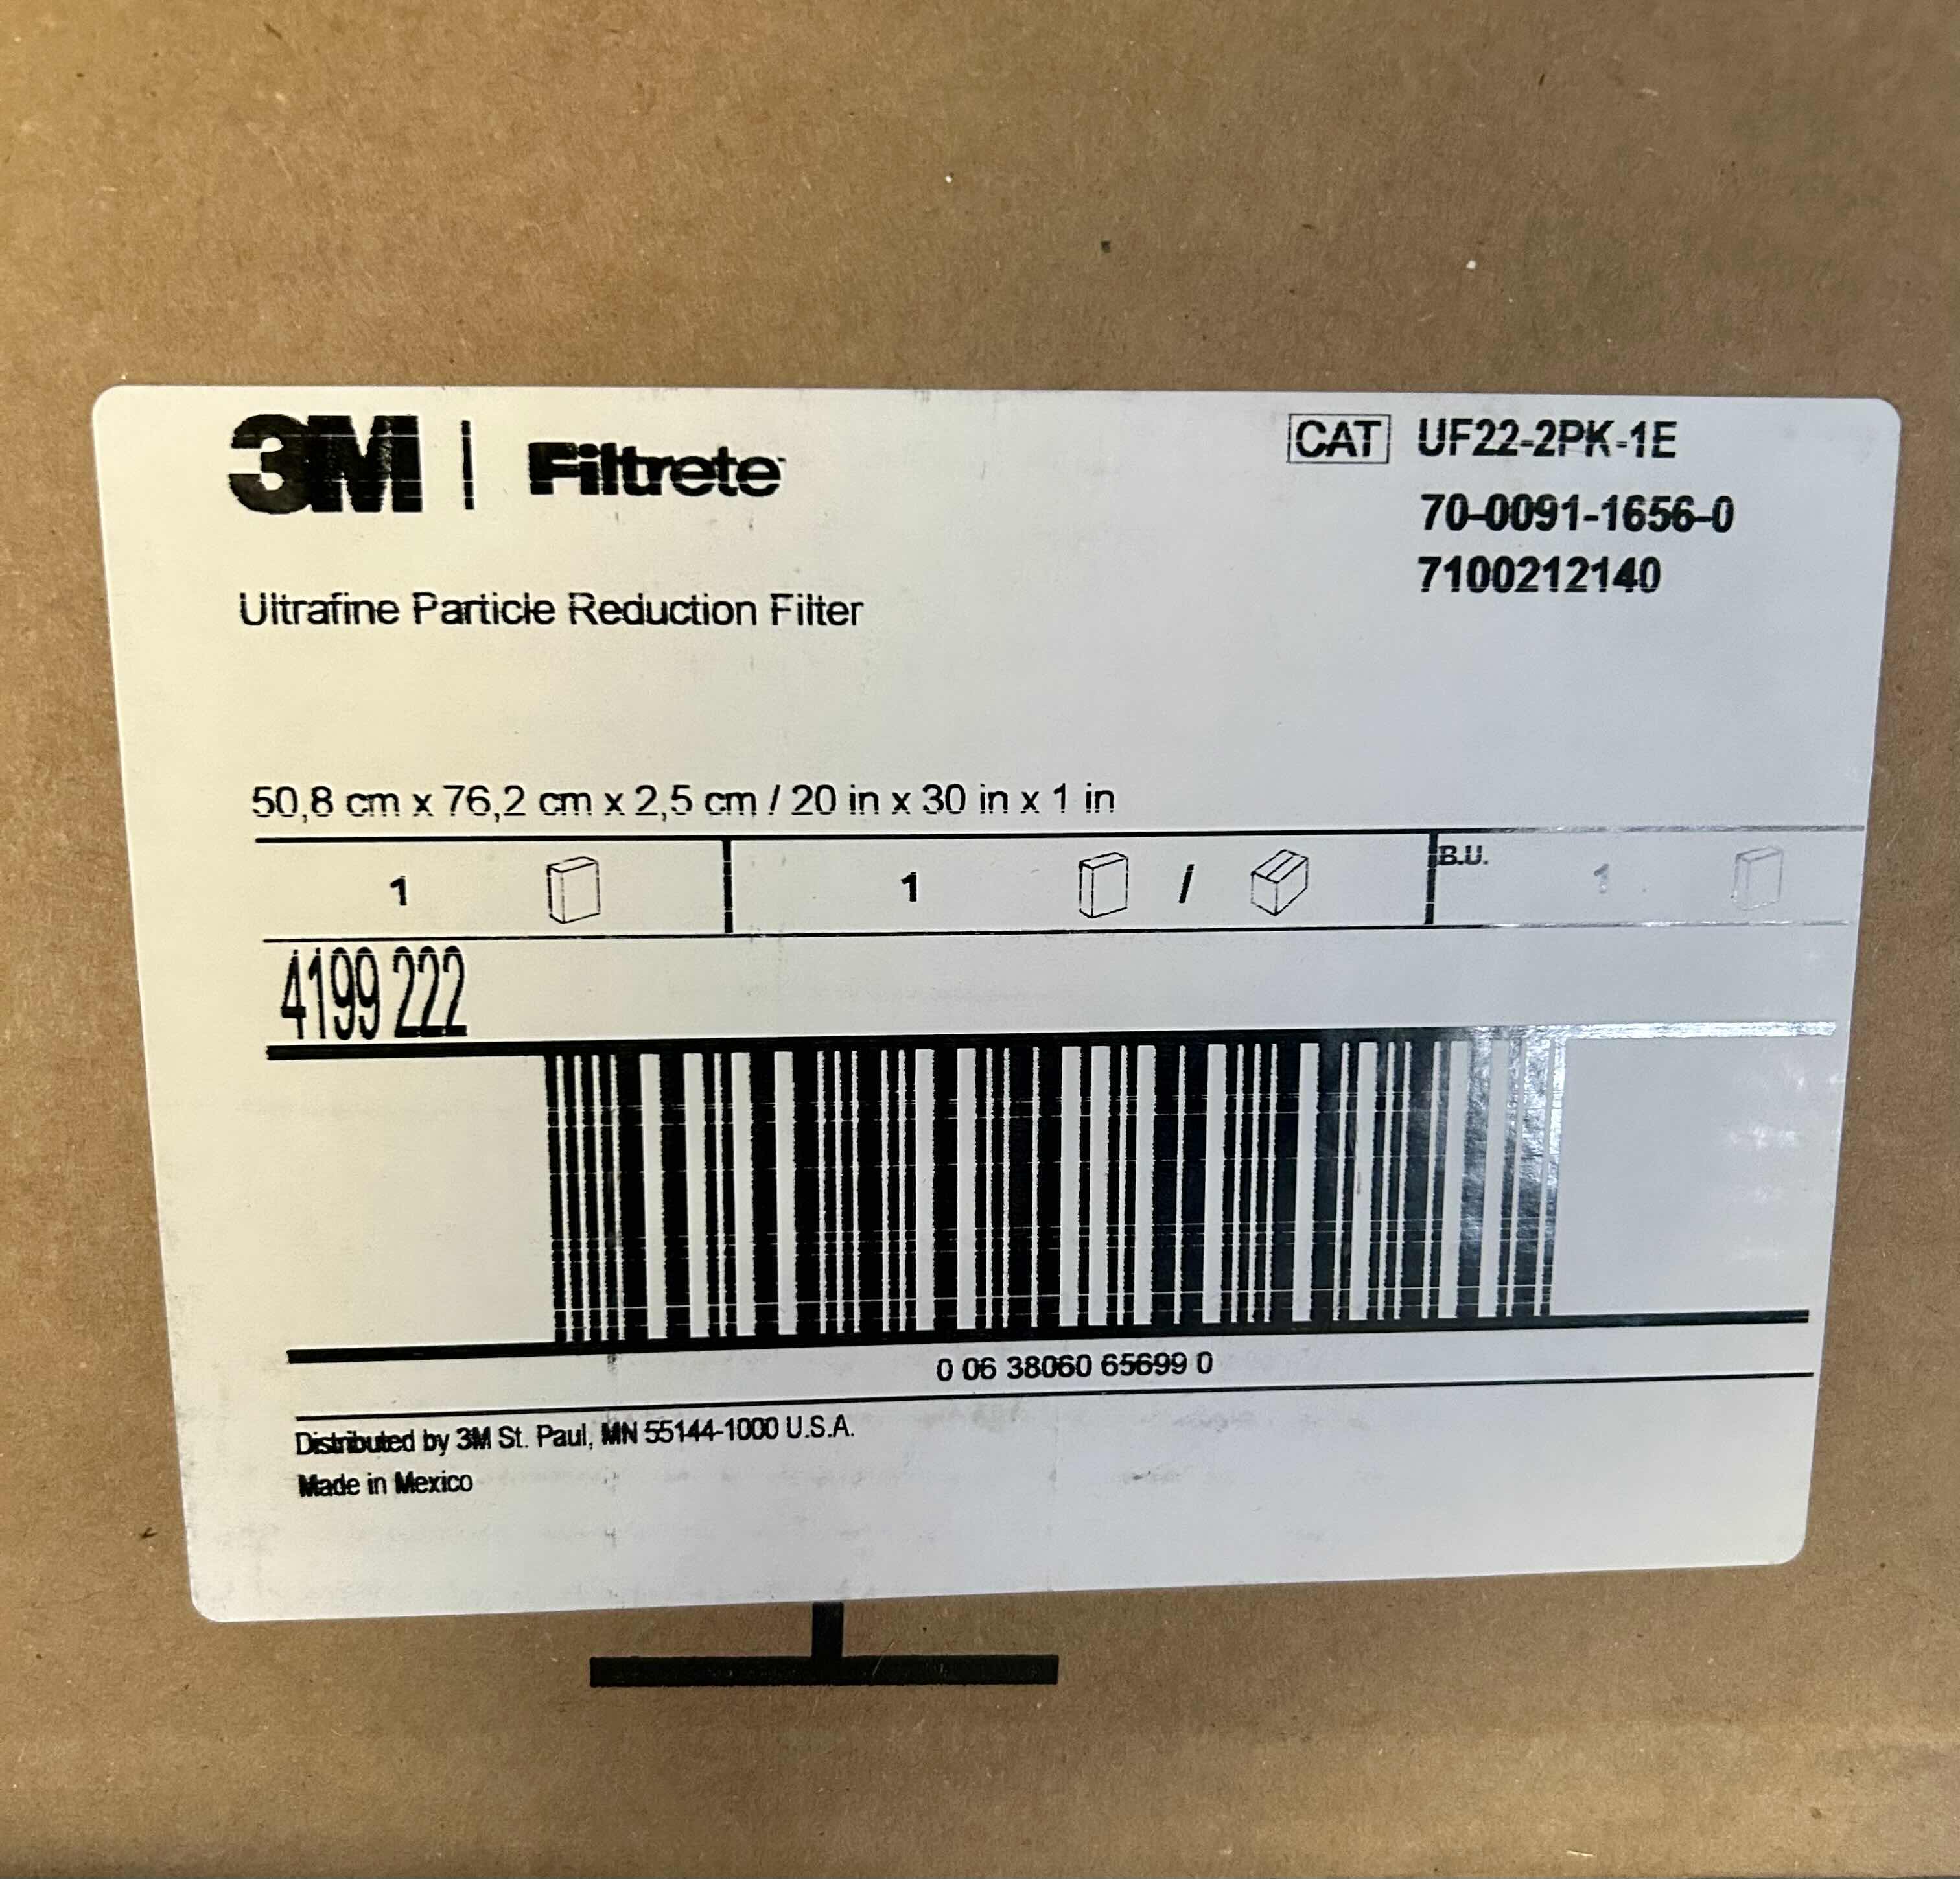 3M | Filtrete™
CAT UF22-2PK-1E
70-0091-1656-0
7100212140
Ultrafine Particle Reduction Filter
50,8 cm x 76,2 cm x 2,5 cm / 20 in x 30 in x 1 in
1 1 / B.U. 1
4199 222
0 06 38060 65699 0
Distributed by 3M St. Paul, MN 55144-1000 U.S.A.
Made in Mexico